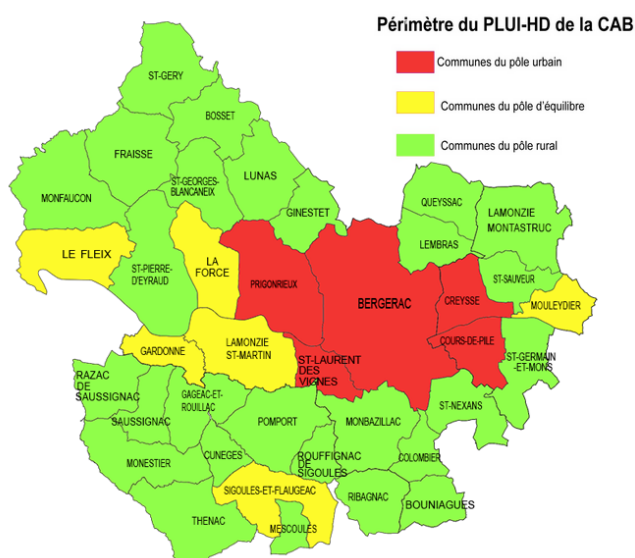 Périmètre du PLUI-HD de la CAB
Communes du pôle urbain
Communes du pôle d'équilibre
Communes du pôle rural
ST-GERY
BOSSET
FRAISSE
ST-GEORGES-
BLANCANEIX
LUNAS
MONFAUCON
GINESTET
QUEYSSAC
LAMONZIE
MONTASTRUC
LEMBRAS
LE FLEIX
ST-PIERRE-
D'EYRAUD
LA
FORCE
PRIGONRIEUX
BERGERAC
CREYSSE
ST-SAUVEUR
MOULEYDIER
COURS-DE-PILE
ST-GERMAIN
-ET-MONS
GARDONNE
LAMONZIE
ST-MARTIN
ST-LAURENT
DES
VIGNES
RAZAC
DE
SAUSSIGNAC
GAGEAC-ET-
ROUILLAC
SAUSSIGNAC
POMPORT
MONBAZILLAC
ST-NEXANS
MONESTIER
CUNEGES
ROUFFIGNAC
DE
SIGOULES
COLOMBIER
SIGOULES-ET-FLAUGEAC
RIBAGNAC
BOUNIAGUES
THENAC
MESCOULES